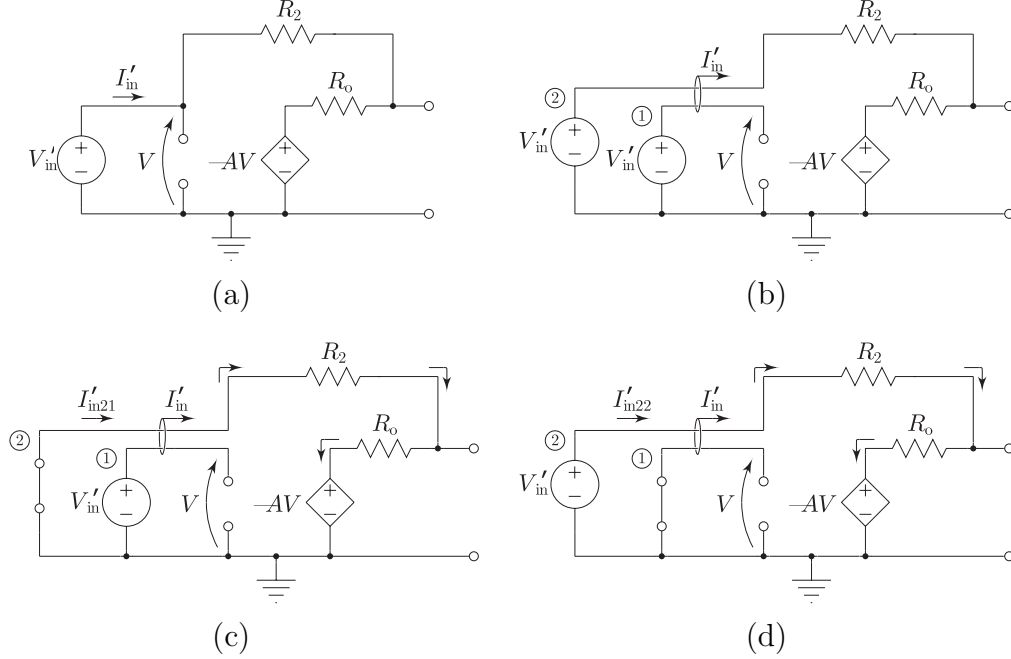 R₂
I′in
Rₒ
V′in
+
−
V
−AV
+
−
(a)
R₂
I′in
②
①
Rₒ
V′in
+
−
V′in
+
−
V
−AV
+
−
(b)
R₂
I′in21
I′in
②
①
Rₒ
V′in
+
−
V
−AV
+
−
(c)
R₂
I′in22
I′in
②
①
Rₒ
V′in
+
−
V
−AV
+
−
(d)